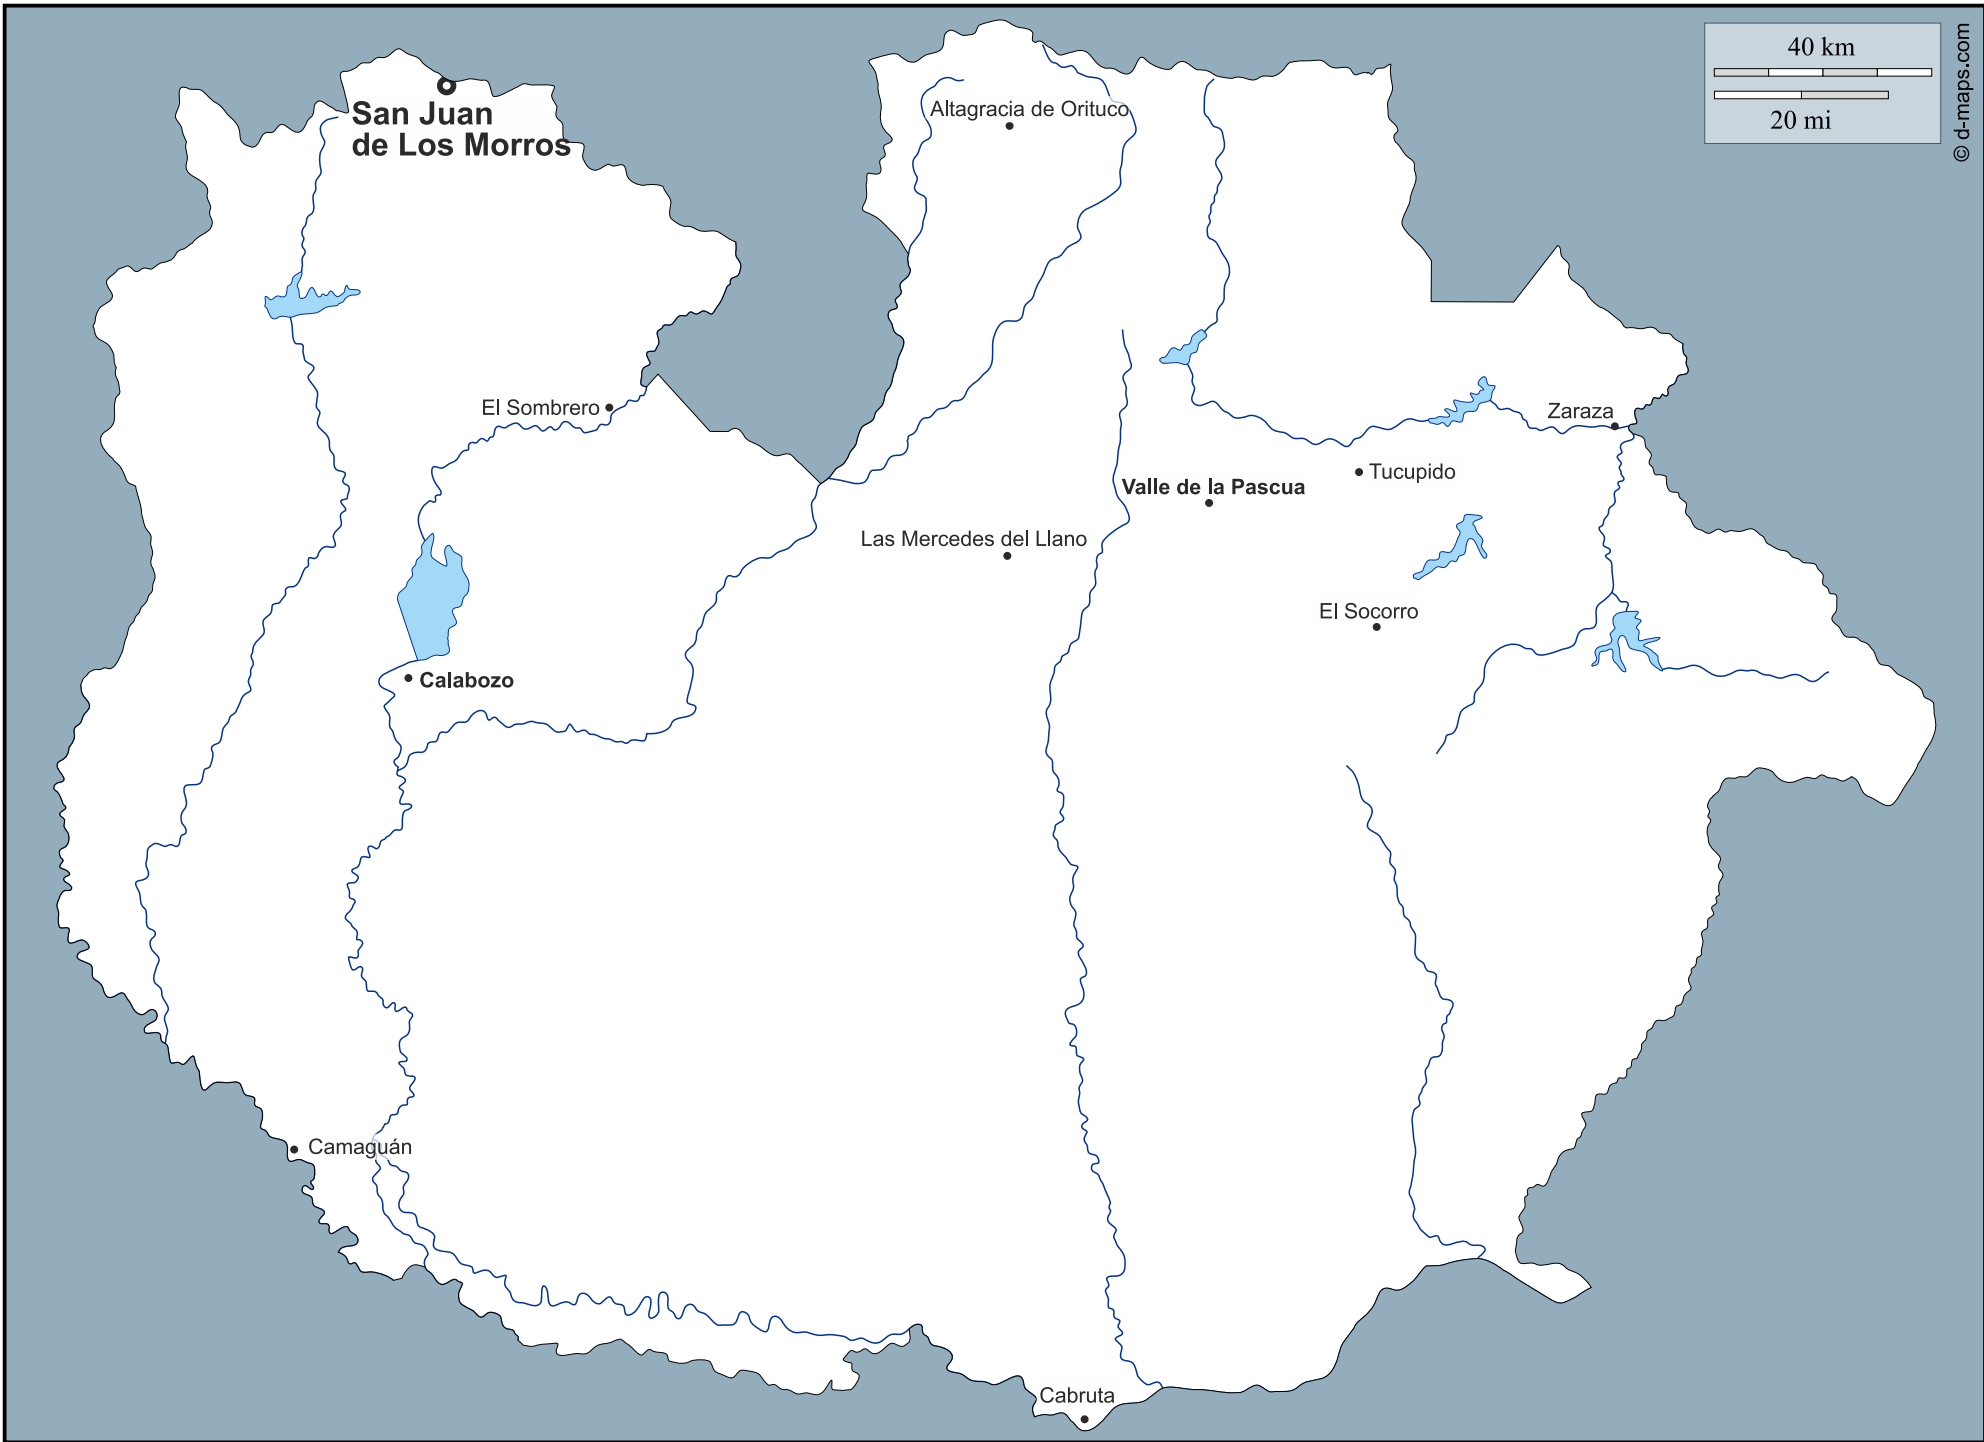 40 km
20 mi
© d-maps.com
San Juan
de Los Morros
Altagracia de Orituco
El Sombrero
Zaraza
Tucupido
Valle de la Pascua
Las Mercedes del Llano
El Socorro
Calabozo
Camaguán
Cabruta